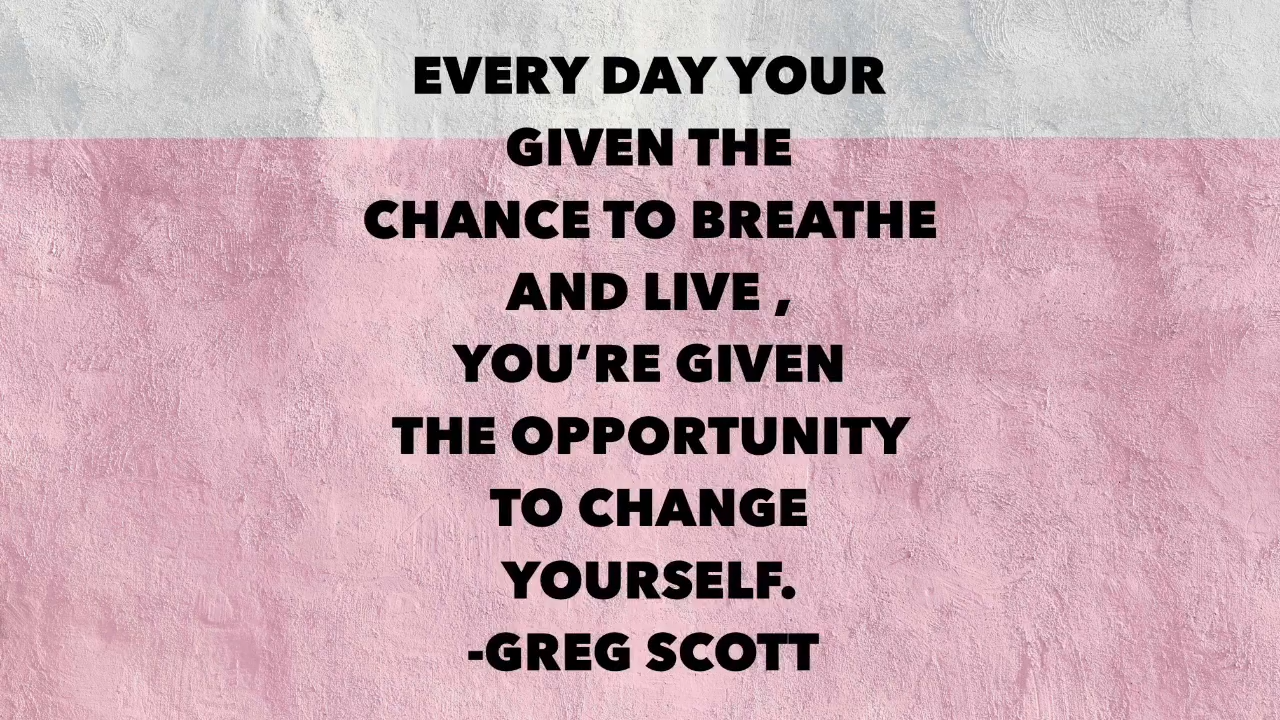 EVERY DAY YOUR
GIVEN THE
CHANCE TO BREATHE
AND LIVE ,
YOU’RE GIVEN
THE OPPORTUNITY
TO CHANGE
YOURSELF.
-GREG SCOTT